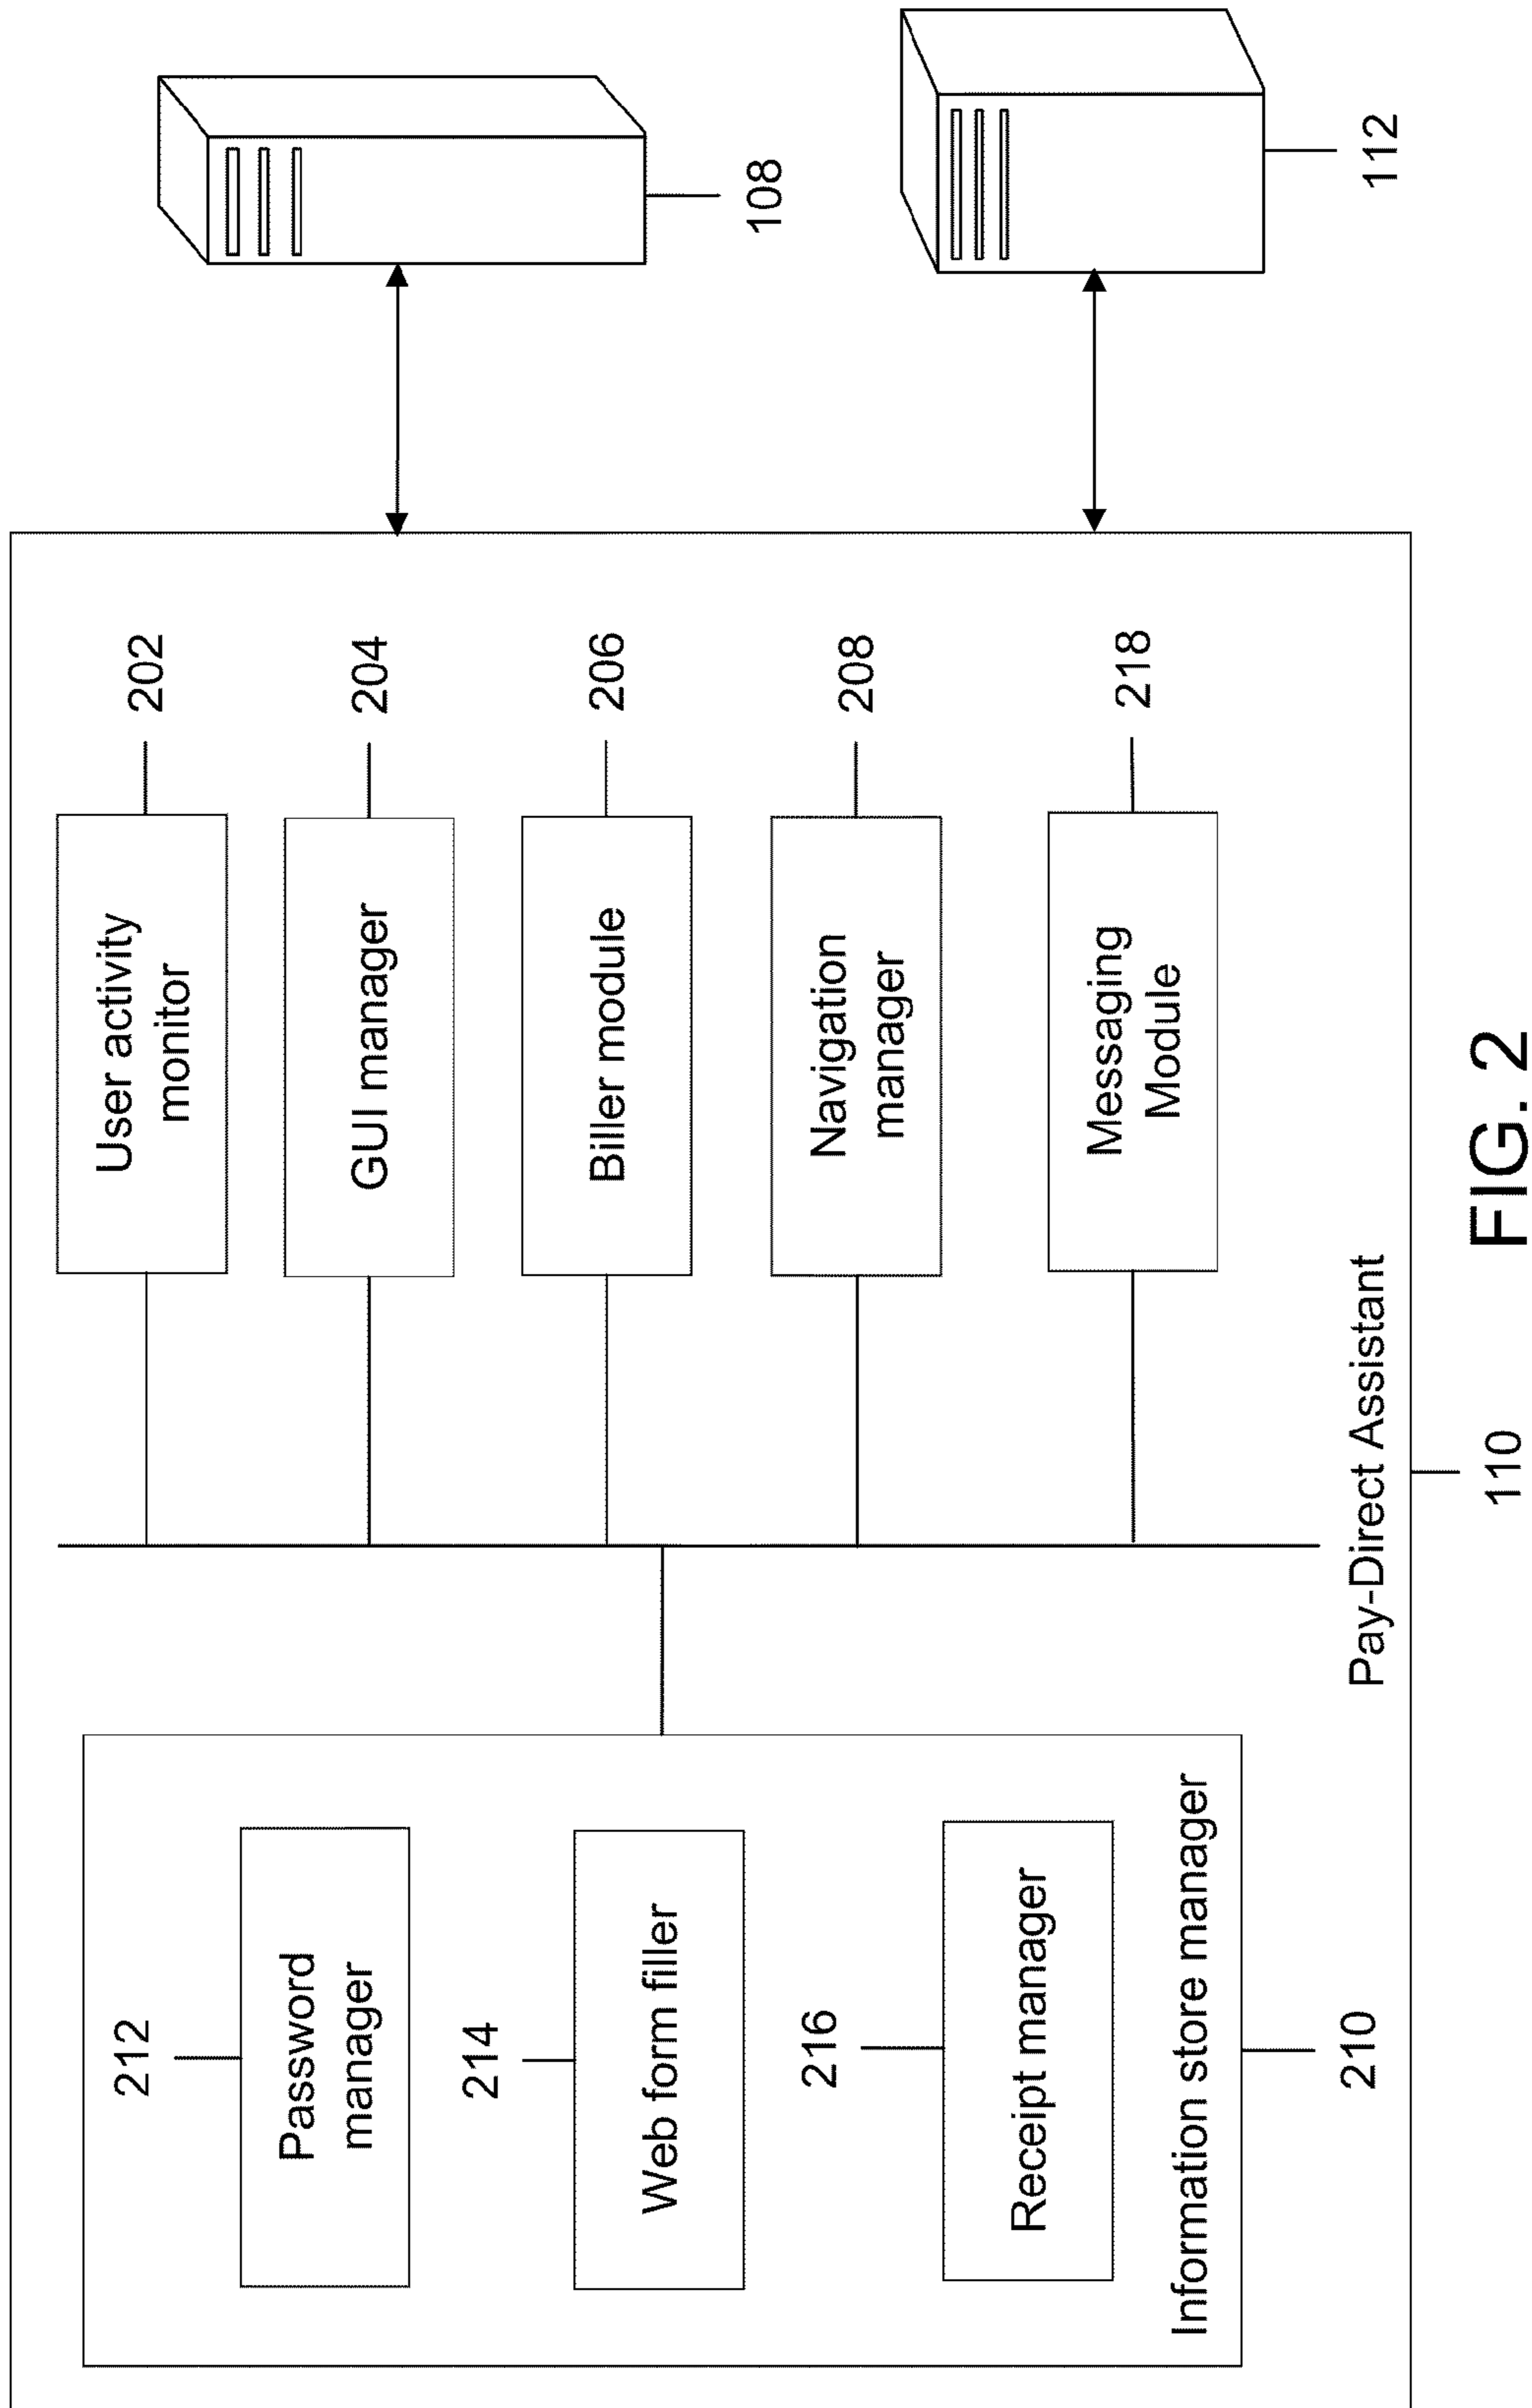 212
Password
manager
214
Web form filler
216
Receipt manager
Information store manager
210
User activity
monitor
202
GUI manager
204
Biller module
206
Navigation
manager
208
Messaging
Module
218
Pay-Direct Assistant
110
108
112
FIG. 2